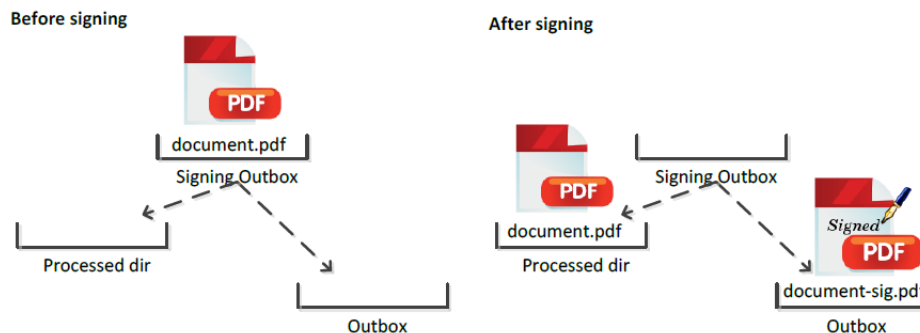 Before signing
PDF
document.pdf
Signing Outbox
Processed dir
Outbox
After signing
PDF
document.pdf
Processed dir
Signing Outbox
Signed
PDF
document-sig.pdf
Outbox